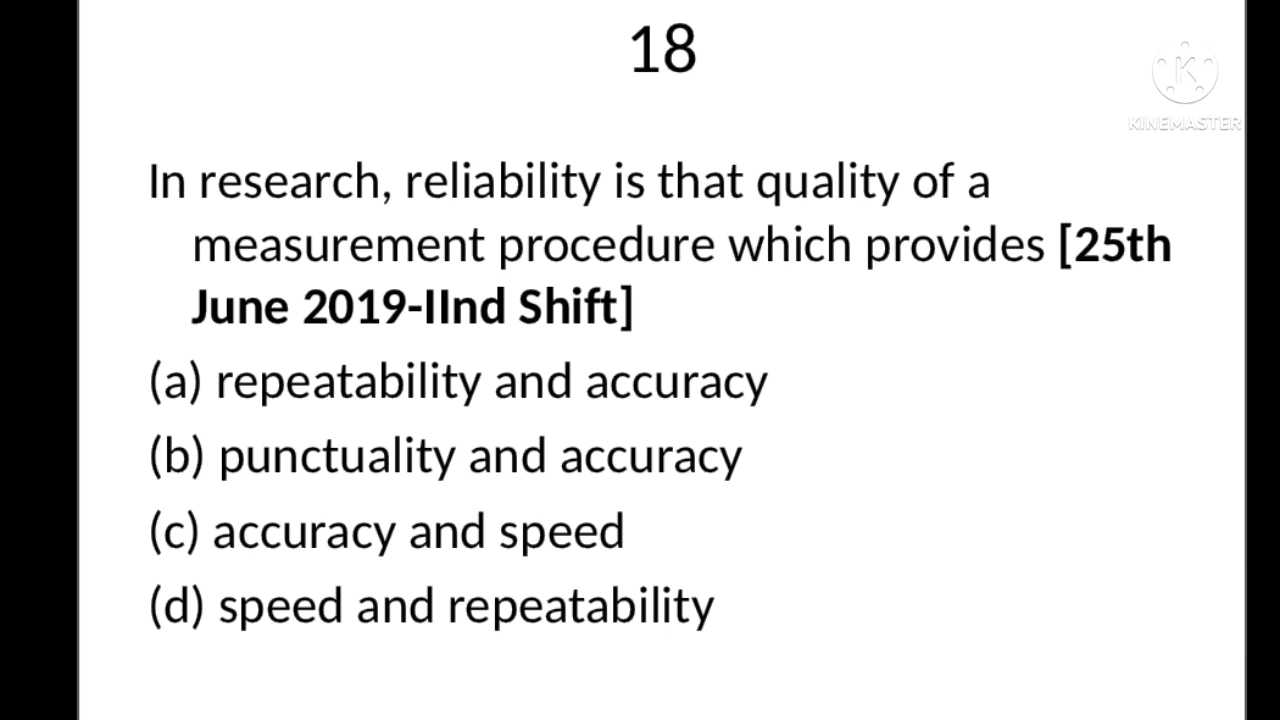 18
K
KINEMASTER
In research, reliability is that quality of a
measurement procedure which provides [25th
June 2019-IInd Shift]
(a) repeatability and accuracy
(b) punctuality and accuracy
(c) accuracy and speed
(d) speed and repeatability